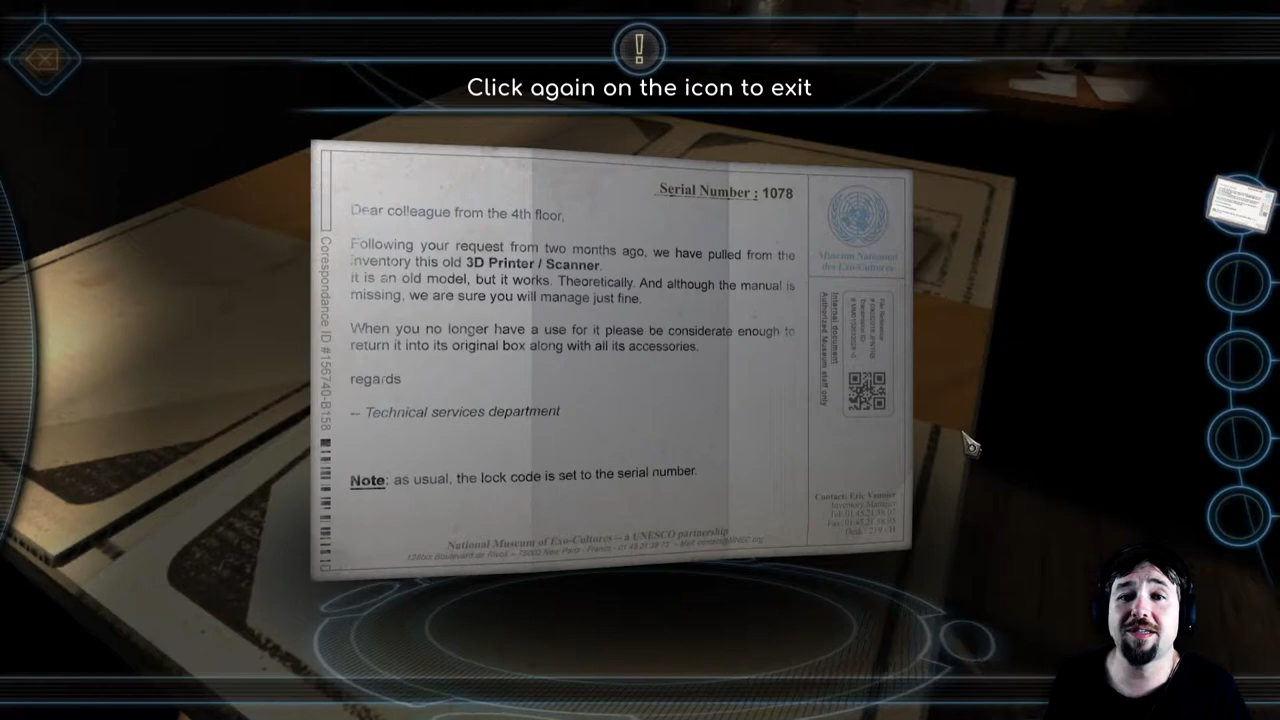 Click again on the icon to exit
Serial Number : 1078
Dear colleague from the 4th floor,
Following your request from two months ago, we have pulled from the
inventory this old 3D Printer / Scanner.
it is an old model, but it works. Theoretically. And although the manual is
missing, we are sure you will manage just fine.
When you no longer have a use for it please be considerate enough to
return it into its original box along with all its accessories.
regards
– Technical services department
Note: as usual, the lock code is set to the serial number.
National Museum of Exo-Cultures – a UNESCO partnership
Corespondance ID #156740-B158
Museum National
des Exo-Cultures
Internal document
Authorized Museum staff only
Contact: Eric Vannier
Inventory Manager